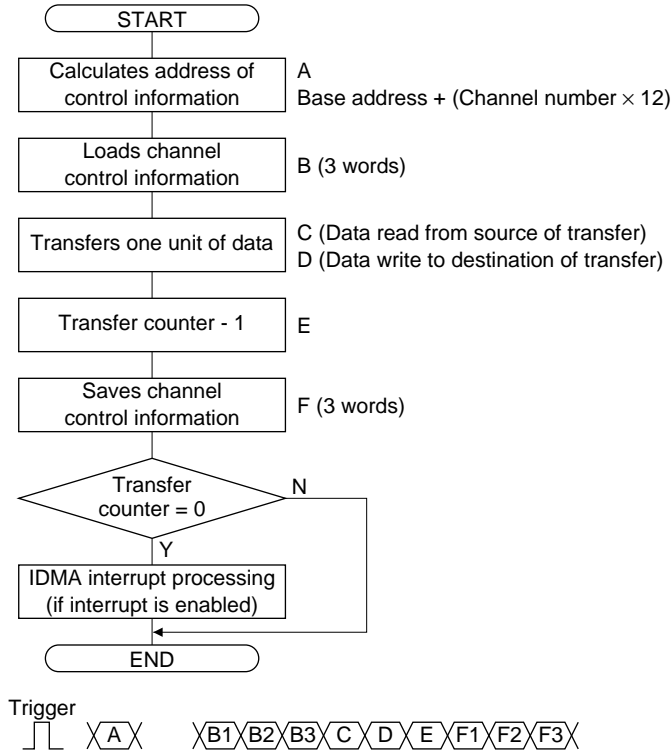 START
Calculates address of
control information
A
Base address + (Channel number × 12)
Loads channel
control information
B (3 words)
Transfers one unit of data
C (Data read from source of transfer)
D (Data write to destination of transfer)
Transfer counter - 1
E
Saves channel
control information
F (3 words)
Transfer
counter = 0
N
Y
IDMA interrupt processing
(if interrupt is enabled)
END
Trigger
A B1 B2 B3 C D E F1 F2 F3